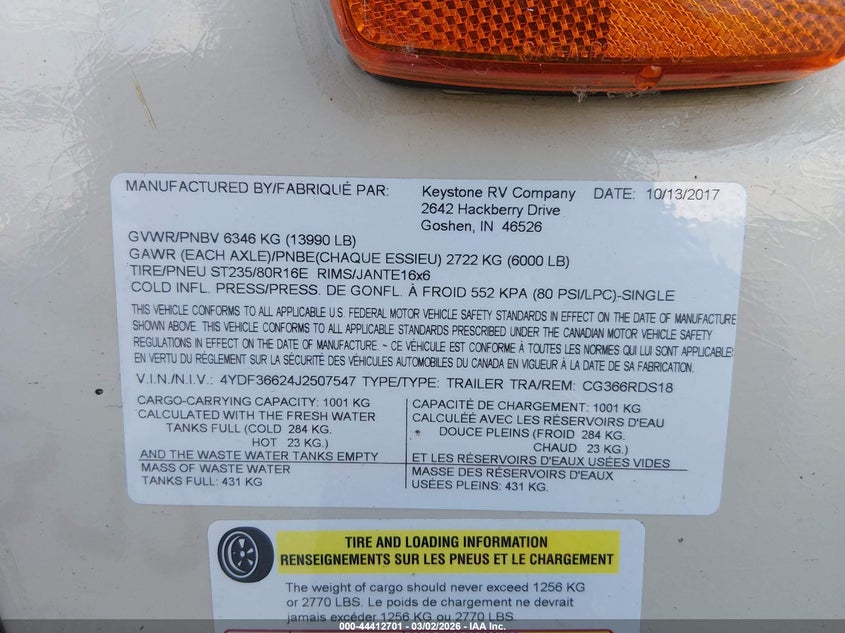 MANUFACTURED BY/FABRIQUÉ PAR: Keystone RV Company DATE: 10/13/2017
2642 Hackberry Drive
Goshen, IN 46526
GVWR/PNBV 6346 KG (13990 LB)
GAWR (EACH AXLE)/PNBE(CHAQUE ESSIEU) 2722 KG (6000 LB)
TIRE/PNEU ST235/80R16E RIMS/JANTE16x6
COLD INFL. PRESS/PRESS. DE GONFL. À FROID 552 KPA (80 PSI/LPC)-SINGLE
THIS VEHICLE CONFORMS TO ALL APPLICABLE U.S. FEDERAL MOTOR VEHICLE SAFETY STANDARDS IN EFFECT ON THE DATE OF MANUFACTURE
SHOWN ABOVE. THIS VEHICLE CONFORMS TO ALL APPLICABLE STANDARDS PRESCRIBED UNDER THE CANADIAN MOTOR VEHICLE SAFETY
REGULATIONS IN EFFECT ON THE DATE OF MANUFACTURE. ~ CE VÉHICULE EST CONFORME À TOUTES LES NORMES QUI LUI SONT APPLICABLES
EN VERTU DU RÈGLEMENT SUR LA SÉCURITÉ DES VÉHICULES AUTOMOBILES DU CANADA EN VIGUEUR À LA DATE DE SA FABRICATION.
V.I.N./N.I.V.: 4YDF36624J2507547 TYPE/TYPE: TRAILER TRA/REM: CG366RDS18
CARGO-CARRYING CAPACITY: 1001 KG
CALCULATED WITH THE FRESH WATER
TANKS FULL (COLD 284 KG.
HOT 23 KG.)
AND THE WASTE WATER TANKS EMPTY
MASS OF WASTE WATER
TANKS FULL: 431 KG
CAPACITÉ DE CHARGEMENT: 1001 KG
CALCULÉE AVEC LES RÉSERVOIRS D'EAU
DOUCE PLEINS (FROID 284 KG.
CHAUD 23 KG.)
ET LES RÉSERVOIRS D'EAUX USÉES VIDES
MASSE DES RÉSERVOIRS D'EAUX
USÉES PLEINS: 431 KG.
TIRE AND LOADING INFORMATION
RENSEIGNEMENTS SUR LES PNEUS ET LE CHARGEMENT
The weight of cargo should never exceed 1256 KG
or 2770 LBS. Le poids de chargement ne devrait
jamais excéder 1256 KG ou 2770 LBS.
000-44412701 - 03/02/2026 - IAA Inc.